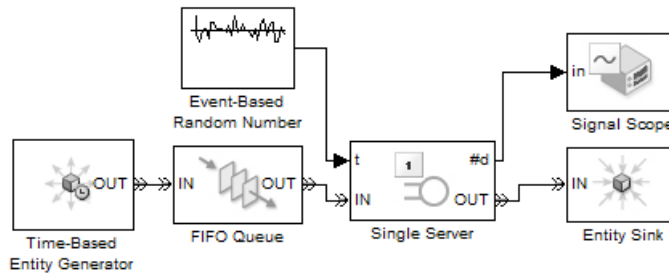 Event-Based
Random Number
in
Signal Scope
OUT
Time-Based
Entity Generator
IN
OUT
FIFO Queue
t
1
#d
IN
OUT
Single Server
IN
Entity Sink